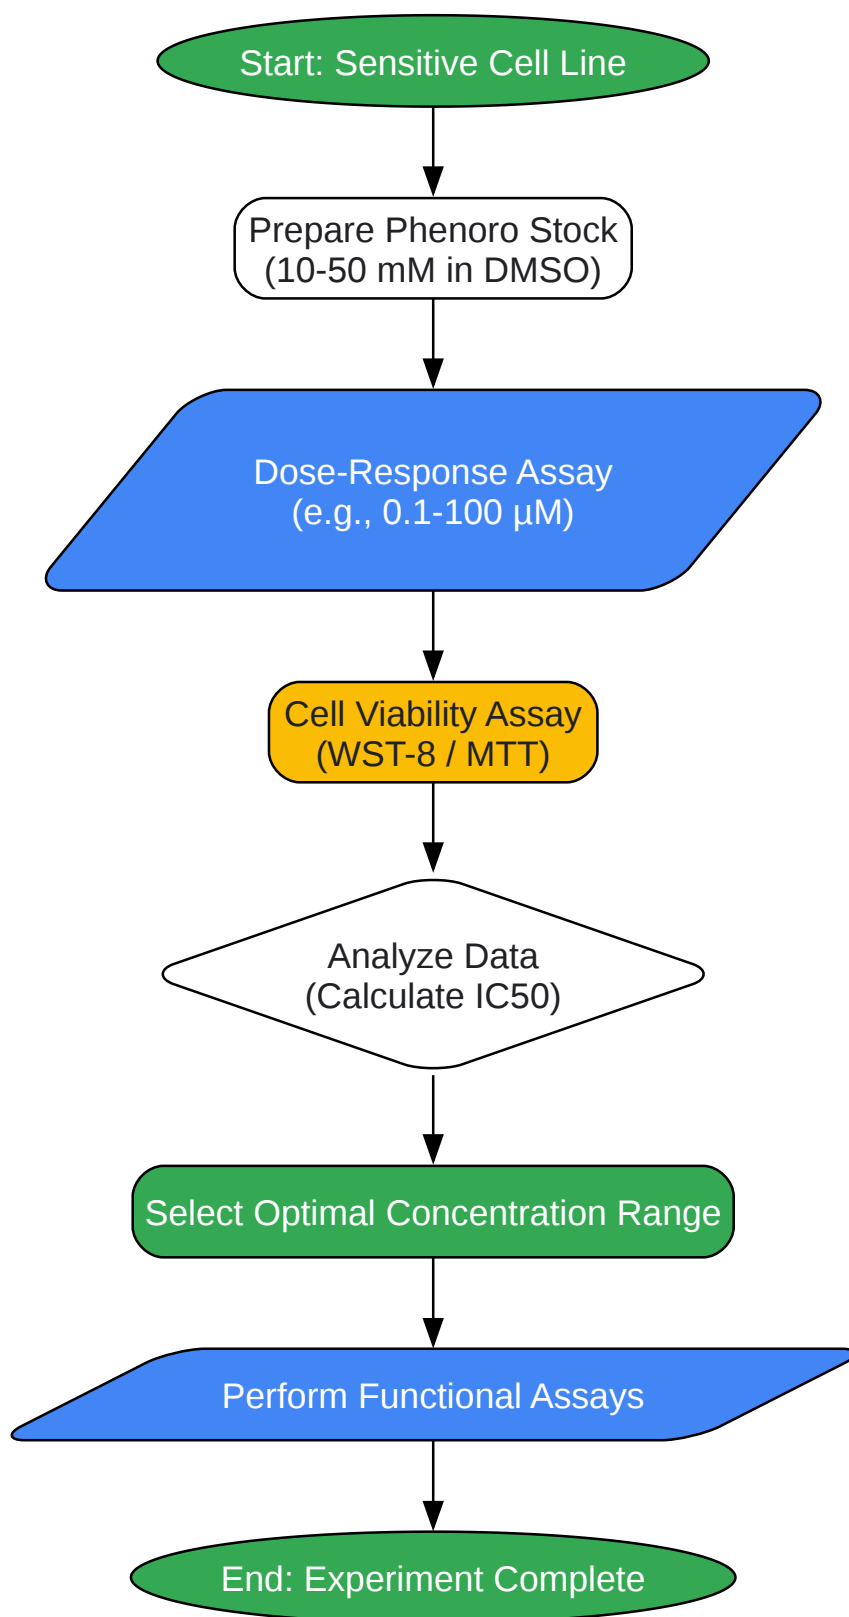 Start: Sensitive Cell Line
Prepare Phenoro Stock
(10-50 mM in DMSO)
Dose-Response Assay
(e.g., 0.1-100 µM)
Cell Viability Assay
(WST-8 / MTT)
Analyze Data
(Calculate IC50)
Select Optimal Concentration Range
Perform Functional Assays
End: Experiment Complete